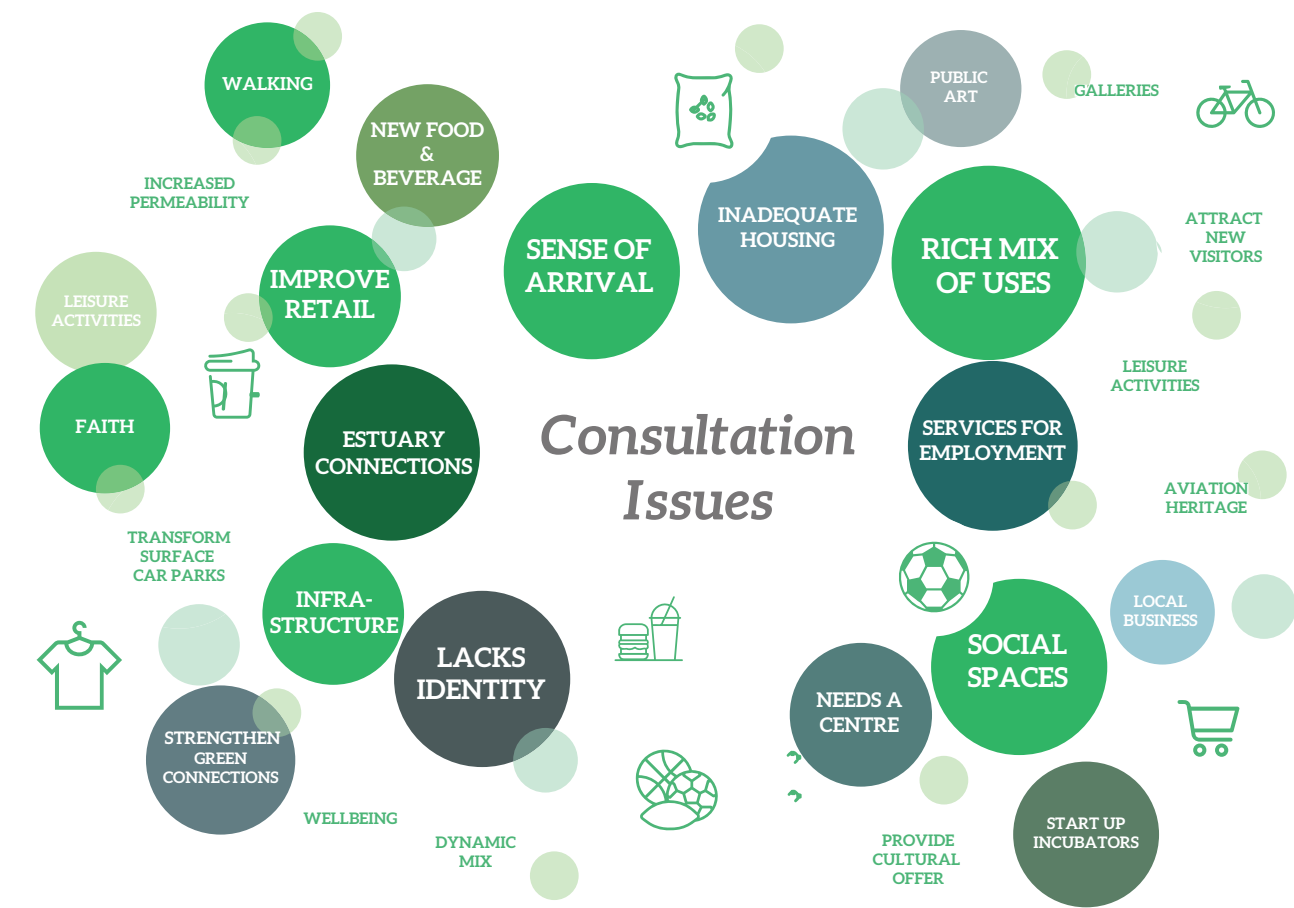 WALKING
NEW FOOD
&
BEVERAGE
INCREASED
PERMEABILITY
IMPROVE
RETAIL
LEISURE
ACTIVITIES
FAITH
ESTUARY
CONNECTIONS
TRANSFORM
SURFACE
CAR PARKS
INFRA-
STRUCTURE
LACKS
IDENTITY
STRENGTHEN
GREEN
CONNECTIONS
WELLBEING
DYNAMIC
MIX
SENSE OF
ARRIVAL
INADEQUATE
HOUSING
Consultation
Issues
PUBLIC
ART
GALLERIES
RICH MIX
OF USES
ATTRACT
NEW
VISITORS
LEISURE
ACTIVITIES
SERVICES FOR
EMPLOYMENT
AVIATION
HERITAGE
LOCAL
BUSINESS
SOCIAL
SPACES
NEEDS A
CENTRE
START UP
INCUBATORS
PROVIDE
CULTURAL
OFFER